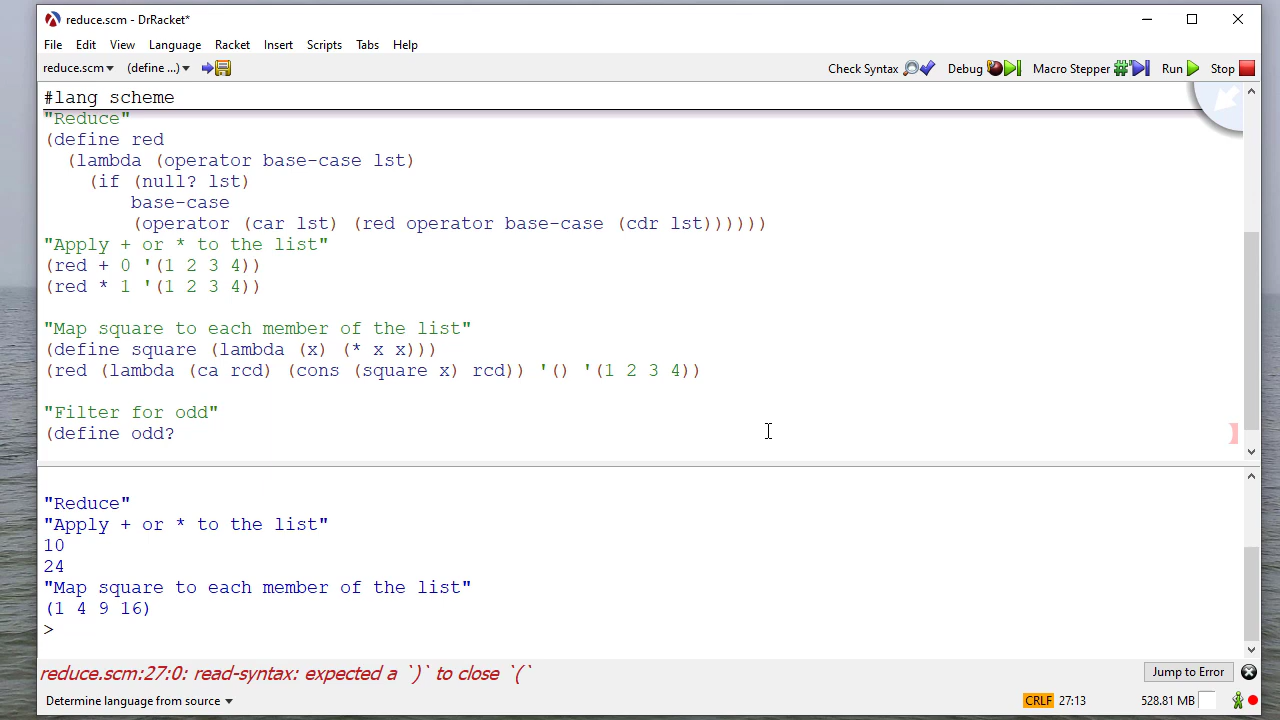 reduce.scm - DrRacket*
File Edit View Language Racket Insert Scripts Tabs Help
reduce.scm (define ...) Check Syntax Debug Macro Stepper Run Stop
#lang scheme
"Reduce"
(define red
(lambda (operator base-case lst)
(if (null? lst)
base-case
(operator (car lst) (red operator base-case (cdr lst))))))
"Apply + or * to the list"
(red + 0 '(1 2 3 4))
(red * 1 '(1 2 3 4))
"Map square to each member of the list"
(define square (lambda (x) (* x x)))
(red (lambda (ca rcd) (cons (square x) rcd)) '() '(1 2 3 4))
"Filter for odd"
(define odd?
"Reduce"
"Apply + or * to the list"
10
24
"Map square to each member of the list"
(1 4 9 16)
>
reduce.scm:27:0: read-syntax: expected a `)` to close `(`
Jump to Error
Determine language from source CRLF 27:13 528.81 MB